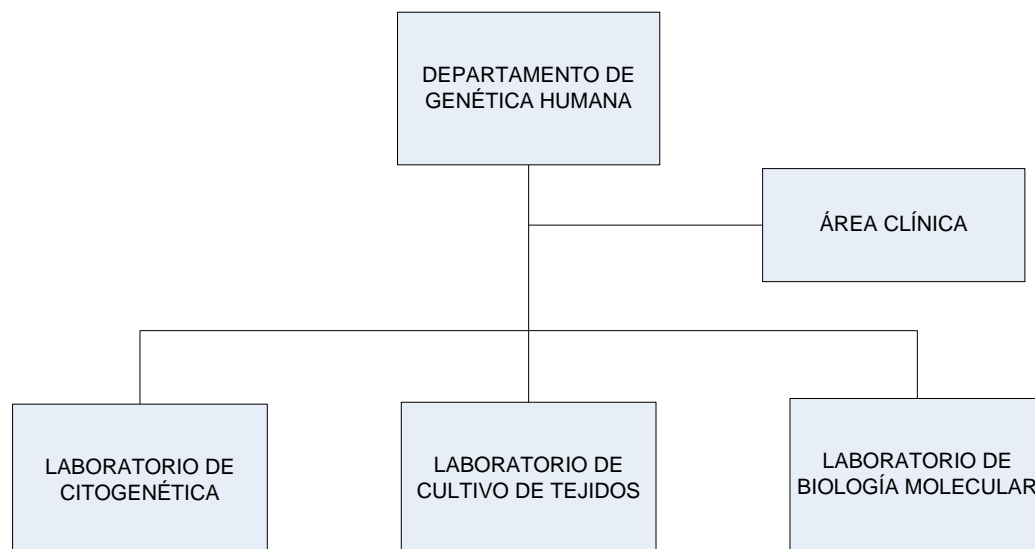 DEPARTAMENTO DE
GENÉTICA HUMANA
ÁREA CLÍNICA
LABORATORIO DE
CITOGENÉTICA
LABORATORIO DE
CULTIVO DE TEJIDOS
LABORATORIO DE
BIOLOGÍA MOLECULAR